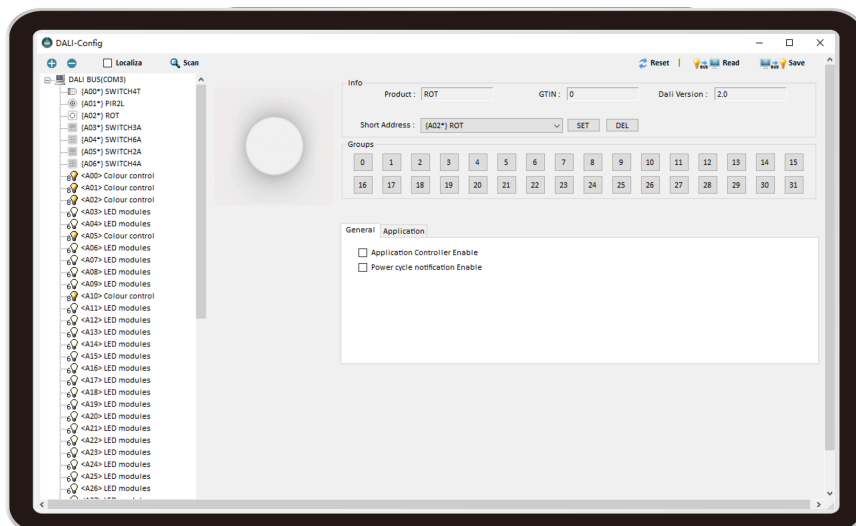 DALI-Config
Localiza
Scan
Reset
Read
Save
DALI BUS(COM3)
{A00*} SWITCH4T
{A01*} PIR2L
{A02*} ROT
{A03*} SWITCH3A
{A04*} SWITCH6A
{A05*} SWITCH2A
{A06*} SWITCH4A
<A00> Colour control
<A01> Colour control
<A02> Colour control
<A03> LED modules
<A04> LED modules
<A05> Colour control
<A06> LED modules
<A07> LED modules
<A08> LED modules
<A09> LED modules
<A10> Colour control
<A11> LED modules
<A12> LED modules
<A13> LED modules
<A14> LED modules
<A15> LED modules
<A16> LED modules
<A17> LED modules
<A18> LED modules
<A19> LED modules
<A20> LED modules
<A21> LED modules
<A22> LED modules
<A23> LED modules
<A24> LED modules
<A25> LED modules
<A26> LED modules
Info
Product : ROT GTIN : 0 Dali Version : 2.0
Short Address : {A02*} ROT SET DEL
Groups
0 1 2 3 4 5 6 7 8 9 10 11 12 13 14 15
16 17 18 19 20 21 22 23 24 25 26 27 28 29 30 31
General Application
Application Controller Enable
Power cycle notification Enable